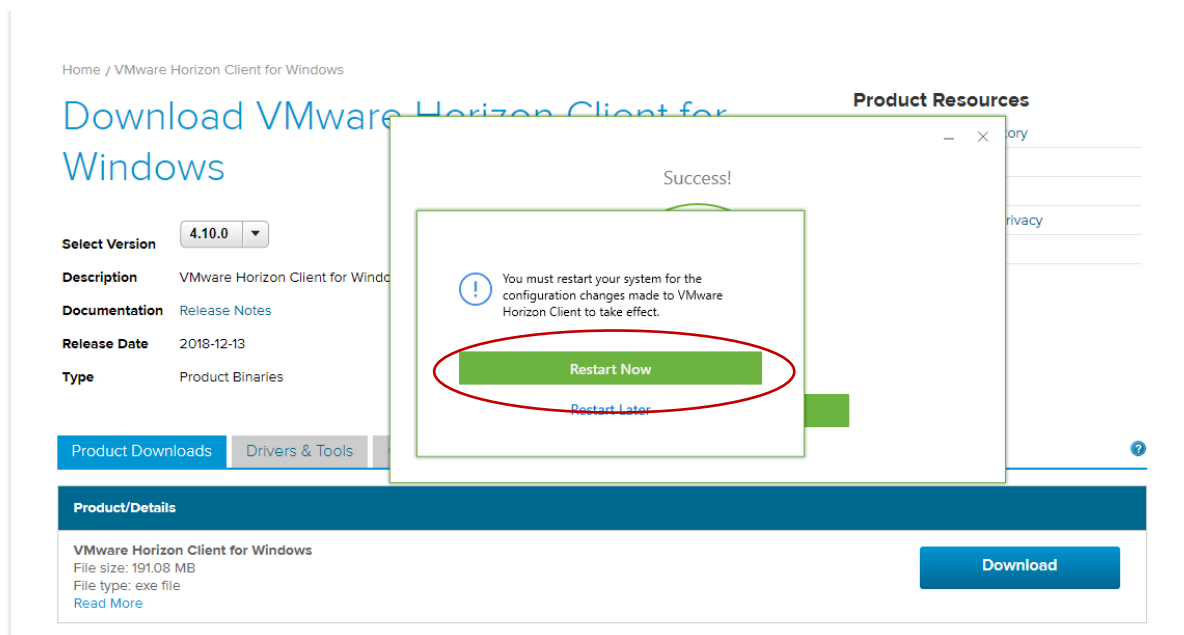 Home / VMware Horizon Client for Windows
Download VMware Horizon Client for
Windows
Product Resources
ory
rivacy
Select Version 4.10.0
Description VMware Horizon Client for Windo
Documentation Release Notes
Release Date 2018-12-13
Type Product Binaries
Success!
You must restart your system for the
configuration changes made to VMware
Horizon Client to take effect.
Restart Now
Restart Later
Product Downloads Drivers & Tools
?
Product/Details
VMware Horizon Client for Windows
File size: 191.08 MB
File type: exe file
Read More
Download